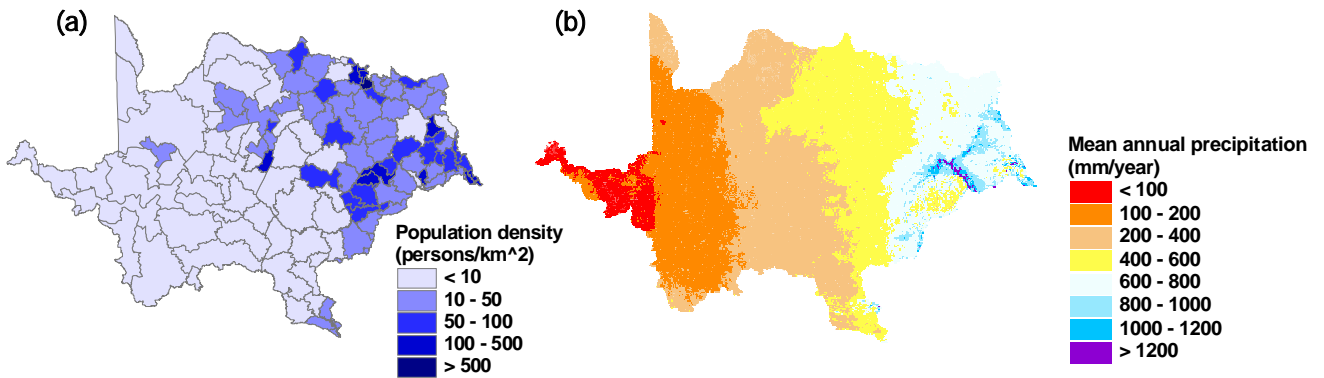 (a)
Population density
(persons/km^2)
< 10
10 - 50
50 - 100
100 - 500
> 500
(b)
Mean annual precipitation
(mm/year)
< 100
100 - 200
200 - 400
400 - 600
600 - 800
800 - 1000
1000 - 1200
> 1200